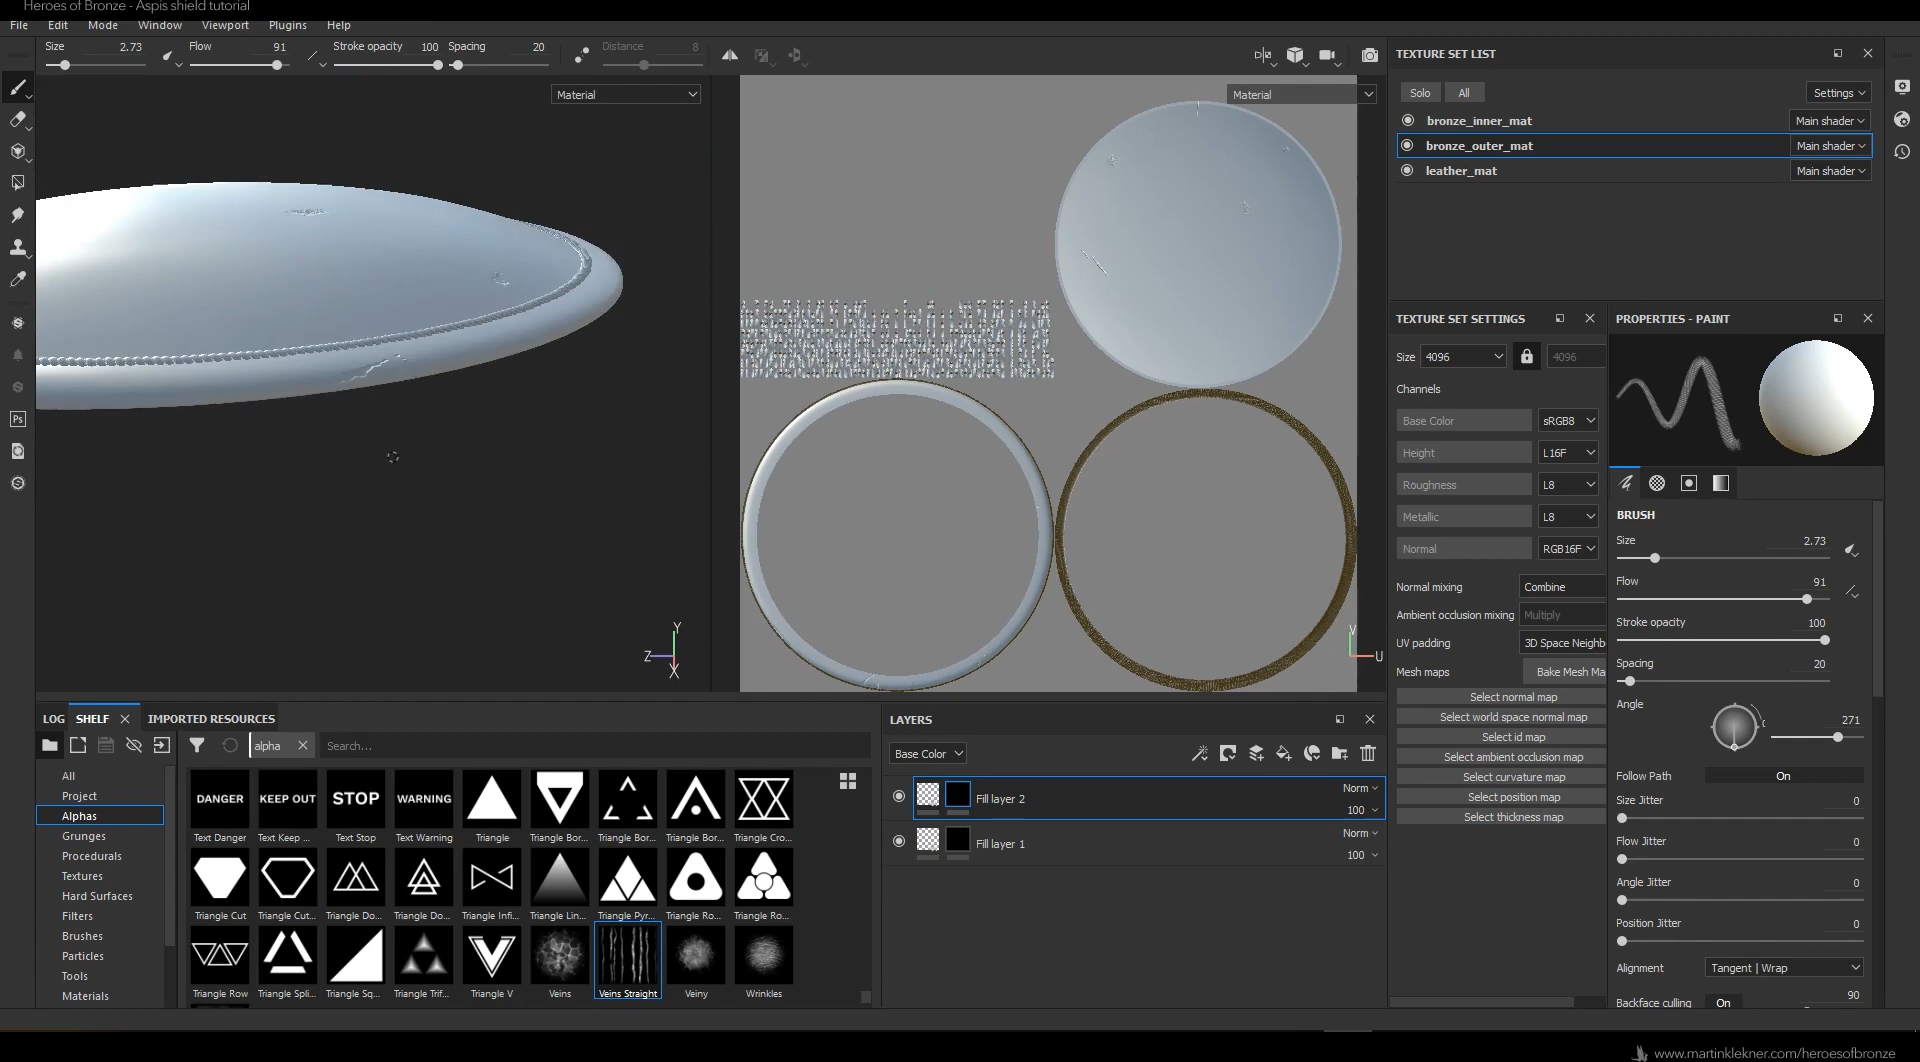 Heroes of Bronze - Aspis shield tutorial
File Edit Mode Window Viewport Plugins Help
Size 2.73 Flow 91 Stroke opacity 100 Spacing 20 Distance 8
Material
Material
Y
Z
X
V
U
TEXTURE SET LIST
Solo All Settings
bronze_inner_mat Main shader
bronze_outer_mat Main shader
leather_mat Main shader
TEXTURE SET SETTINGS
Size 4096 4096
Channels
Base Color sRGB8
Height L16F
Roughness L8
Metallic L8
Normal RGB16F
Normal mixing Combine
Ambient occlusion mixing Multiply
UV padding 3D Space Neighb
Mesh maps Bake Mesh Ma
Select normal map
Select world space normal map
Select id map
Select ambient occlusion map
Select curvature map
Select position map
Select thickness map
PROPERTIES - PAINT
BRUSH
Size 2.73
Flow 91
Stroke opacity 100
Spacing 20
Angle 271
Follow Path On
Size Jitter 0
Flow Jitter 0
Angle Jitter 0
Position Jitter 0
Alignment Tangent | Wrap
Backface culling On 90
LOG SHELF IMPORTED RESOURCES
alpha Search...
All
Project
Alphas
Grunges
Procedurals
Textures
Hard Surfaces
Filters
Brushes
Particles
Tools
Materials
DANGER KEEP OUT STOP WARNING
Text Danger Text Keep ... Text Stop Text Warning Triangle Triangle Bor... Triangle Bor... Triangle Bor... Triangle Cro...
Triangle Cut Triangle Cut... Triangle Do... Triangle Do... Triangle Infi... Triangle Lin... Triangle Pyr... Triangle Ro... Triangle Ro...
Triangle Row Triangle Spli... Triangle Sq... Triangle Trif... Triangle V Veins Veins Straight Veiny Wrinkles
LAYERS
Base Color
Fill layer 2 Norm 100
Fill layer 1 Norm 100
Ps
www.martinklekner.com/heroesofbronze